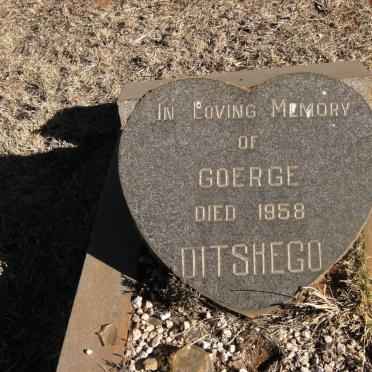 In Loving Memory
of
Goerge
Died 1958
DITSHEGO